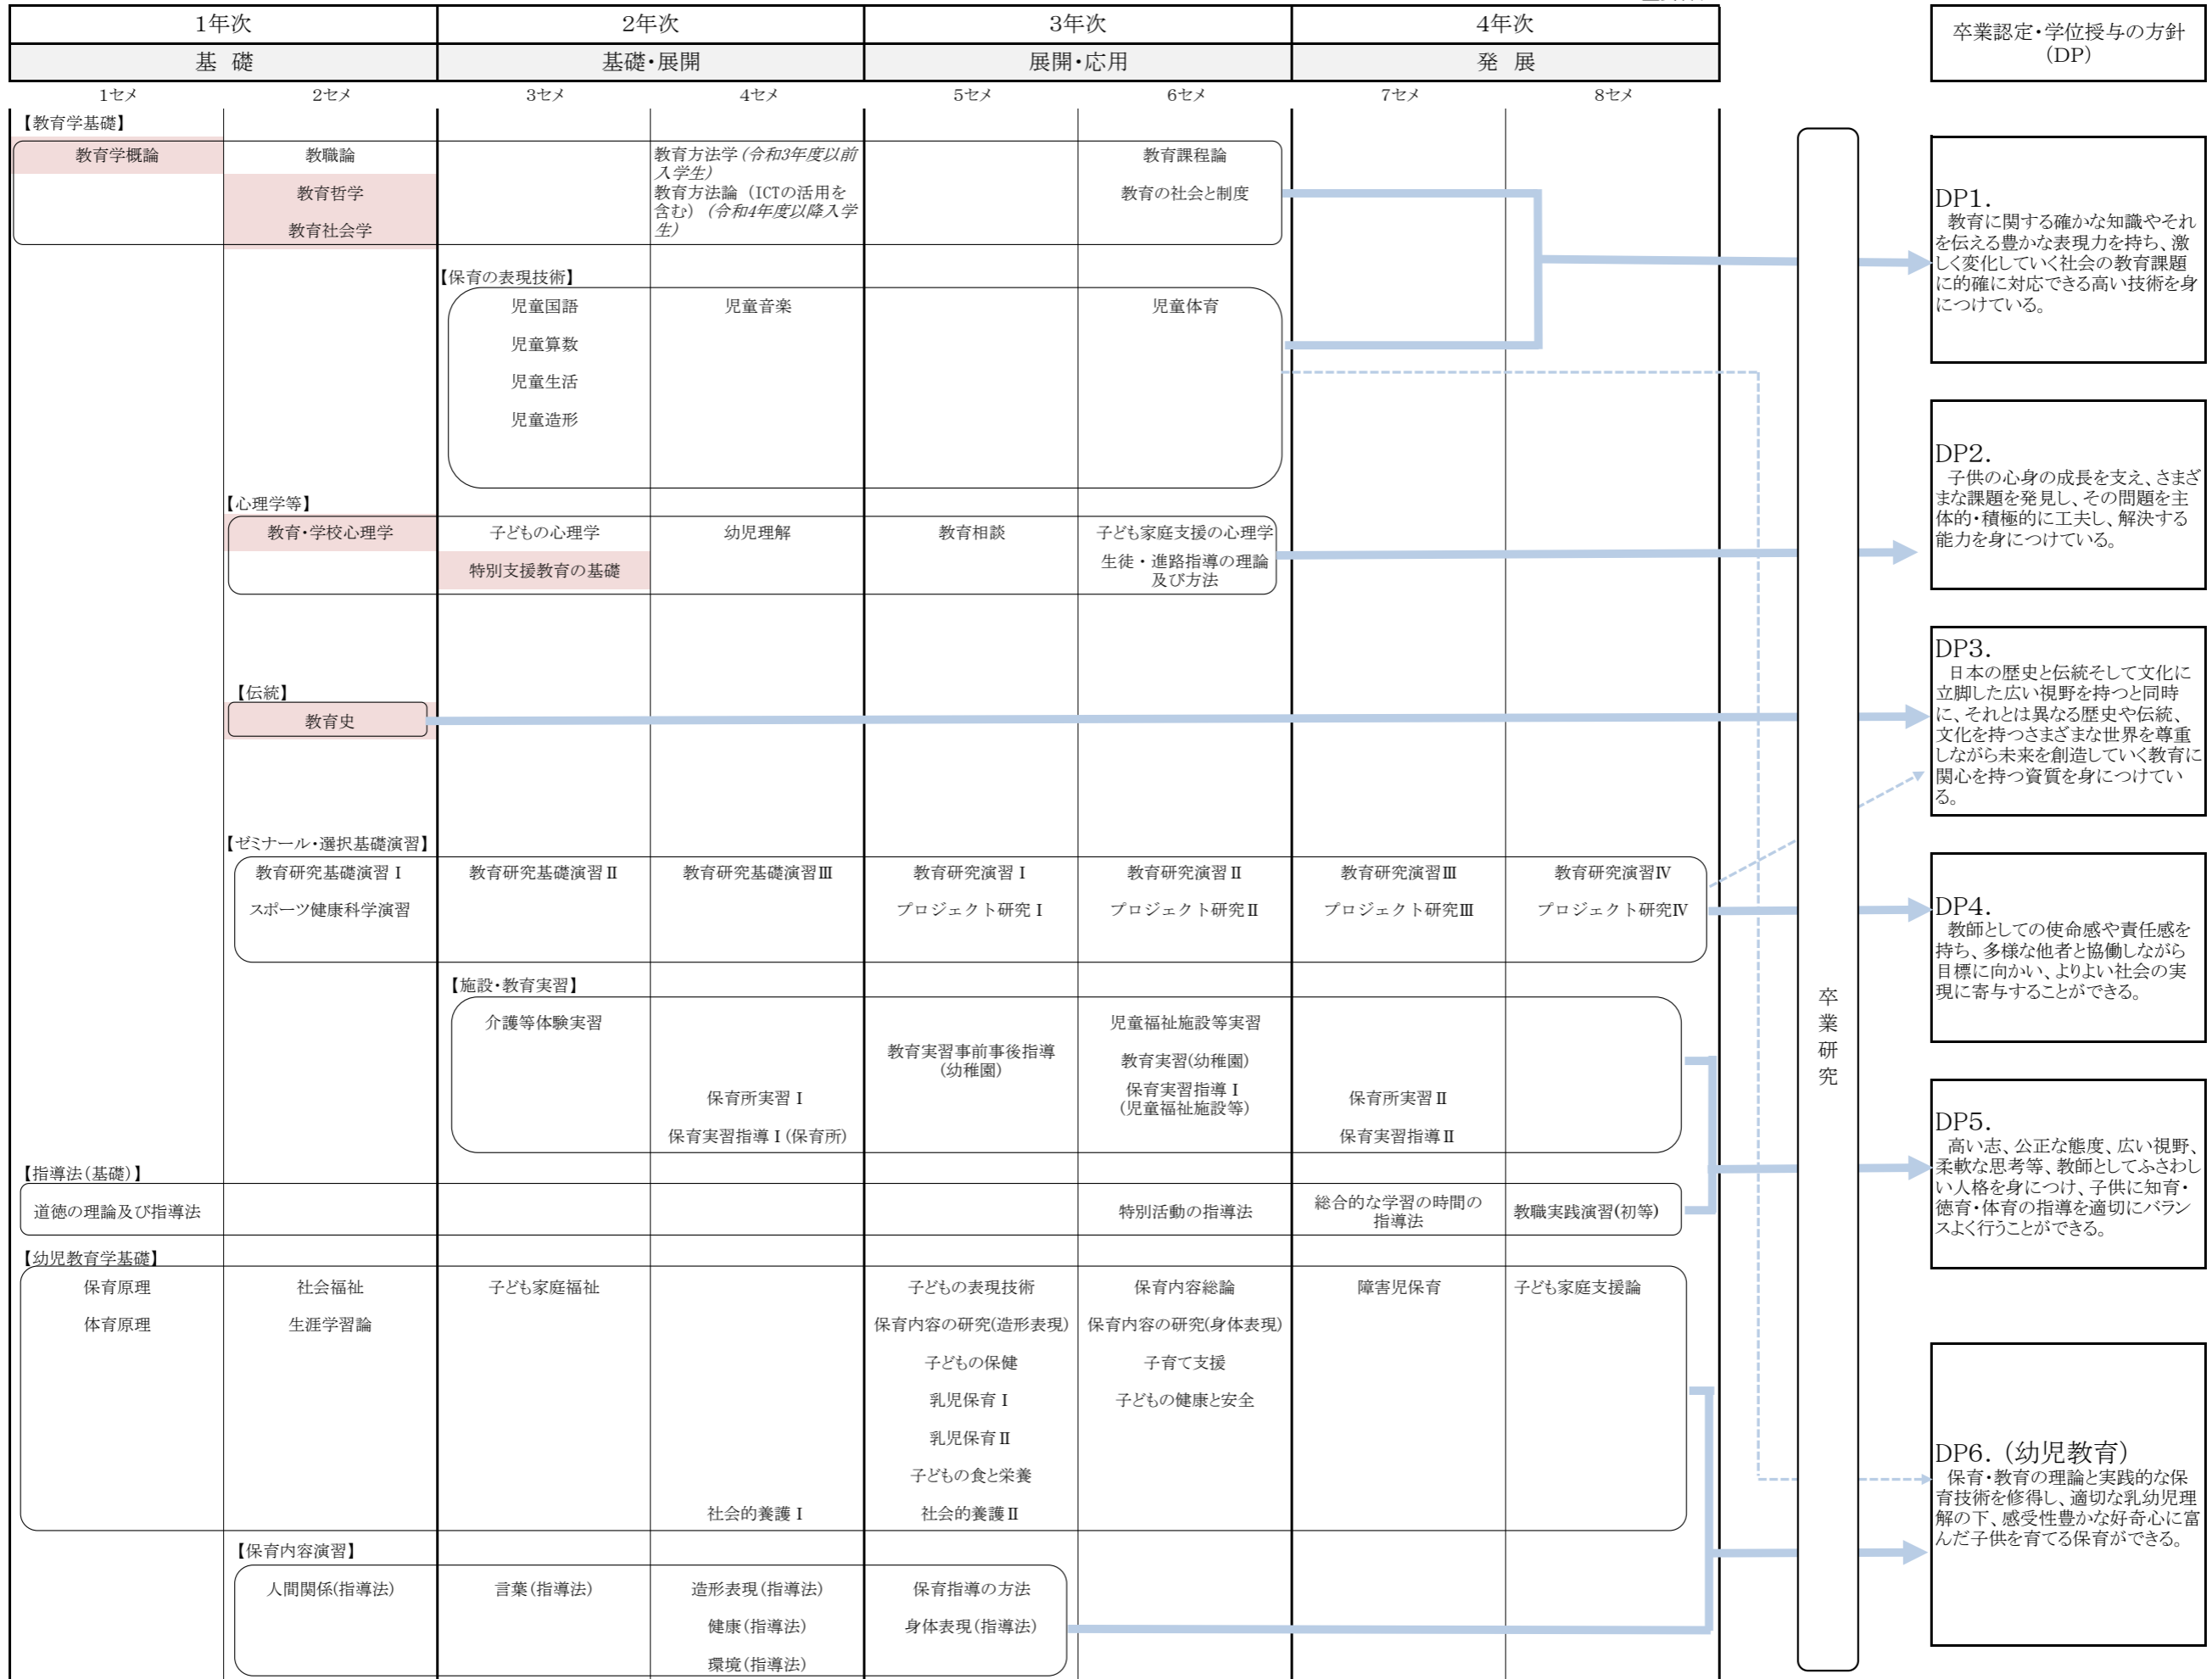 1年次
2年次
3年次
4年次
卒業認定・学位授与の方針
(DP)
基 礎
基礎・展開
展開・応用
発 展
1セメ
2セメ
3セメ
4セメ
5セメ
6セメ
7セメ
8セメ
【教育学基礎】
教育学概論
教職論
教育哲学
教育社会学
教育方法学(令和3年度以前
入学生)
教育方法論（ICTの活用を
含む）(令和4年度以降入学
生)
教育課程論
教育の社会と制度
【保育の表現技術】
児童国語
児童算数
児童生活
児童造形
児童音楽
児童体育
【心理学等】
教育・学校心理学
子どもの心理学
特別支援教育の基礎
幼児理解
教育相談
子ども家庭支援の心理学
生徒・進路指導の理論
及び方法
【伝統】
教育史
【ゼミナール・選択基礎演習】
教育研究基礎演習Ⅰ
教育研究基礎演習Ⅱ
教育研究基礎演習Ⅲ
教育研究演習Ⅰ
教育研究演習Ⅱ
教育研究演習Ⅲ
教育研究演習Ⅳ
スポーツ健康科学演習
プロジェクト研究Ⅰ
プロジェクト研究Ⅱ
プロジェクト研究Ⅲ
プロジェクト研究Ⅳ
【施設・教育実習】
介護等体験実習
保育所実習Ⅰ
保育実習指導Ⅰ(保育所)
教育実習事前事後指導
(幼稚園)
児童福祉施設等実習
教育実習(幼稚園)
保育実習指導Ⅰ
(児童福祉施設等)
保育所実習Ⅱ
保育実習指導Ⅱ
【指導法(基礎)】
道徳の理論及び指導法
特別活動の指導法
総合的な学習の時間の
指導法
教職実践演習(初等)
【幼児教育学基礎】
保育原理
体育原理
社会福祉
生涯学習論
子ども家庭福祉
社会的養護Ⅰ
子どもの表現技術
保育内容の研究(造形表現)
子どもの保健
乳児保育Ⅰ
乳児保育Ⅱ
子どもの食と栄養
社会的養護Ⅱ
保育内容総論
保育内容の研究(身体表現)
子育て支援
子どもの健康と安全
障害児保育
子ども家庭支援論
【保育内容演習】
人間関係(指導法)
言葉(指導法)
造形表現(指導法)
健康(指導法)
環境(指導法)
保育指導の方法
身体表現(指導法)
卒業研究
DP1.
教育に関する確かな知識やそれ
を伝える豊かな表現力を持ち、激
しく変化していく社会の教育課題
に的確に対応できる高い技術を身
につけている。
DP2.
子供の心身の成長を支え、さまざ
まな課題を発見し、その問題を主
体的・積極的に工夫し、解決する
能力を身につけている。
DP3.
日本の歴史と伝統そして文化に
立脚した広い視野を持つと同時
に、それとは異なる歴史や伝統、
文化を持つさまざまな世界を尊重
しながら未来を創造していく教育に
関心を持つ資質を身につけてい
る。
DP4.
教師としての使命感や責任感を
持ち、多様な他者と協働しながら
目標に向かい、よりよい社会の実
現に寄与することができる。
DP5.
高い志、公正な態度、広い視野、
柔軟な思考等、教師としてふさわし
い人格を身につけ、子供に知育・
徳育・体育の指導を適切にバラン
スよく行うことができる。
DP6. (幼児教育)
保育・教育の理論と実践的な保
育技術を修得し、適切な乳幼児理
解の下、感受性豊かな好奇心に富
んだ子供を育てる保育ができる。